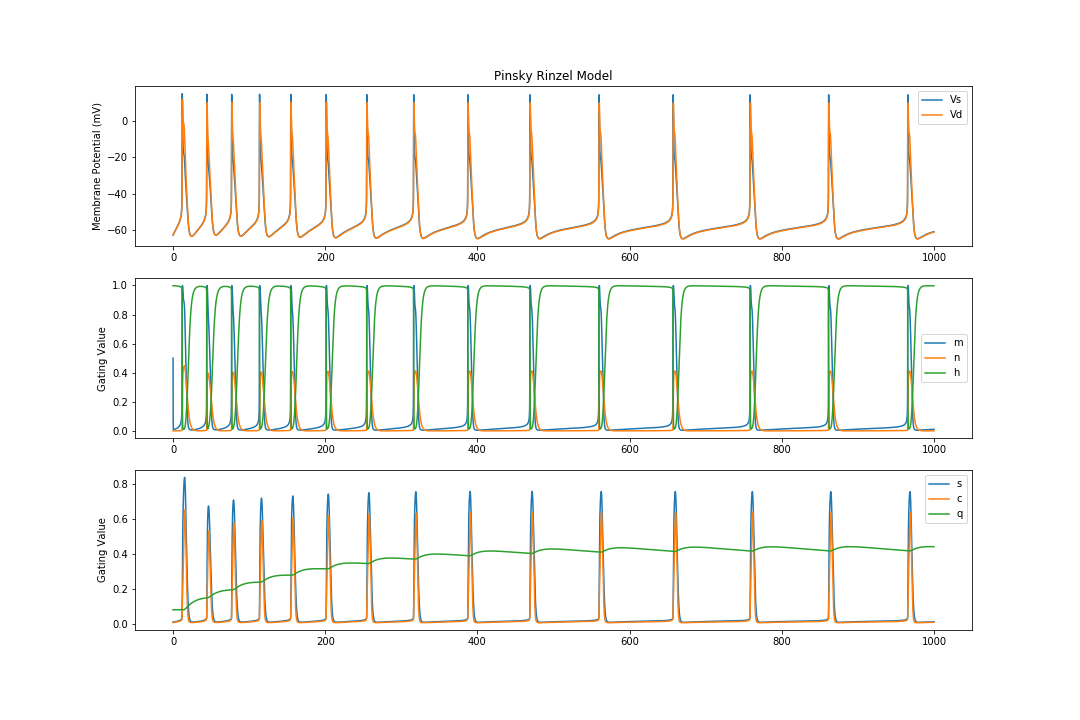 Pinsky Rinzel Model
Membrane Potential (mV)
0
−20
−40
−60
Vs
Vd
0 200 400 600 800 1000
Gating Value
1.0
0.8
0.6
0.4
0.2
0.0
m
n
h
0 200 400 600 800 1000
Gating Value
0.8
0.6
0.4
0.2
0.0
s
c
q
0 200 400 600 800 1000